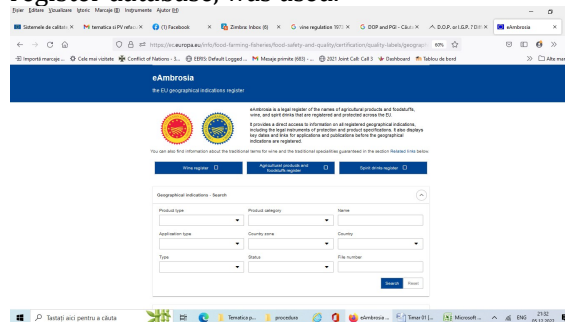 register database, was used.
Fișier Editare Vizualizare Istoric Marcaje Instrumente Ajutor
Sistemele de calitate
tematica si PV refac
(1) Facebook
Zimbra: Inbox (6)
vine regulation 1971
GOOP and PGI - Căut
eAmbrosia
https://ec.europa.eu/info/food-farming-fisheries/food-safety-and-quality/certification/quality-labels/geograp
60%
Importă marcaje ...
Cele mai vizitate
Conflict of Nations - 3...
EERIS: Default Logged ...
Mesaje primite (683) - ...
2021 Joint Call: Call 3
Dashboard
Tablou de bord
Alte mar
eAmbrosia
the EU geographical indications register
eAmbrosia is a legal register of the names of agricultural products and foodstuffs,
wine, and spirit drinks that are registered and protected across the EU.
It provides a direct access to information on all registered geographical indications,
including the legal instruments of protection and product specifications. It also displays
key dates and links for applications and publications before the geographical
indications are registered.
You can also find information about the traditional terms for wine and the traditional specialities guaranteed in the section Related links below.
Wine register
Agricultural products and
foodstuffs register
Spirit drinks register
Geographical indications - Search
Product type
Product category
Name
Application type
Country zone
Country
Type
Status
File number
Search
Reset
Tastați aici pentru a căuta
Tematica p...
procedura
eAmbrosia ...
Timar 01 [...
Microsoft ...
ENG
21:32
05.12.2022